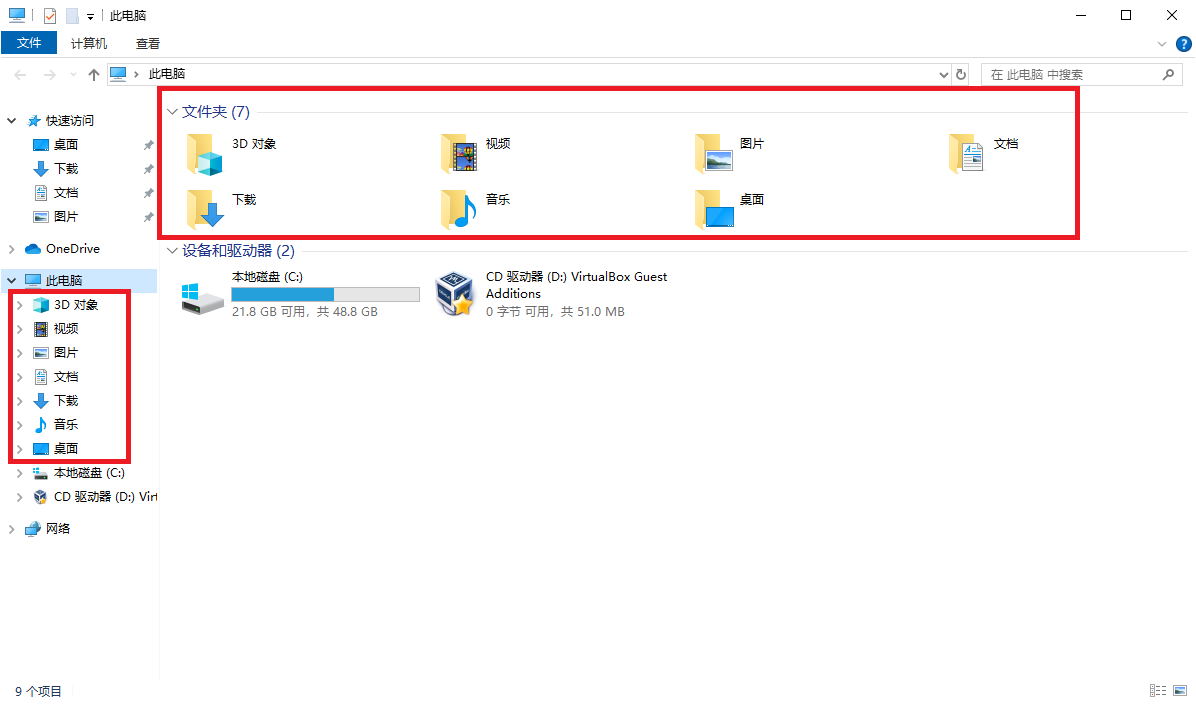 此电脑
文件 计算机 查看
此电脑
在 此电脑 中搜索
快速访问
桌面
下载
文档
图片
OneDrive
此电脑
3D 对象
视频
图片
文档
下载
音乐
桌面
本地磁盘 (C:)
CD 驱动器 (D:) Virt
网络
文件夹 (7)
3D 对象
视频
图片
文档
下载
音乐
桌面
设备和驱动器 (2)
本地磁盘 (C:)
21.8 GB 可用，共 48.8 GB
CD 驱动器 (D:) VirtualBox Guest
Additions
0 字节 可用，共 51.0 MB
9 个项目